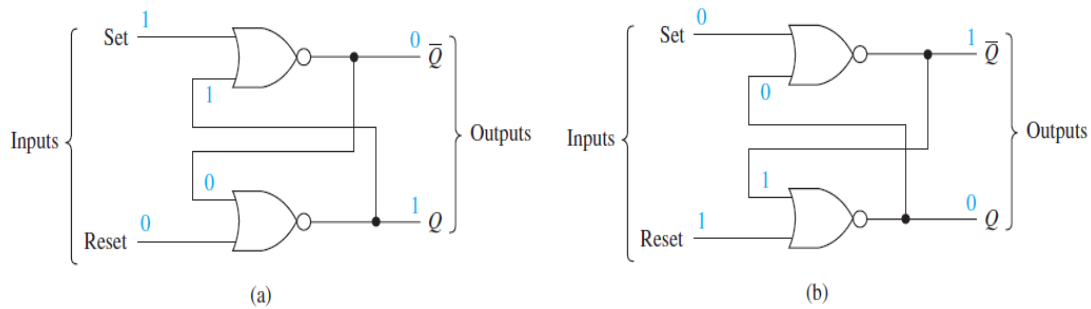 1
Set
0 Q̅
1
Inputs
Outputs
0
0
Reset
1 Q
(a)
0
Set
1 Q̅
0
Inputs
Outputs
1
1
Reset
0 Q
(b)